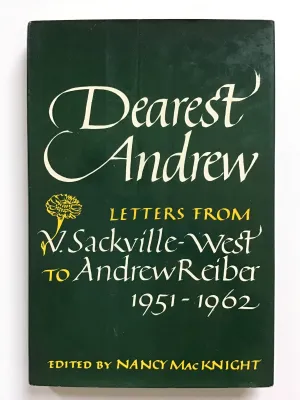 Dearest
Andrew
LETTERS FROM
V. Sackville-West
TO Andrew Reiber
1951-1962
EDITED BY NANCY MACKNIGHT